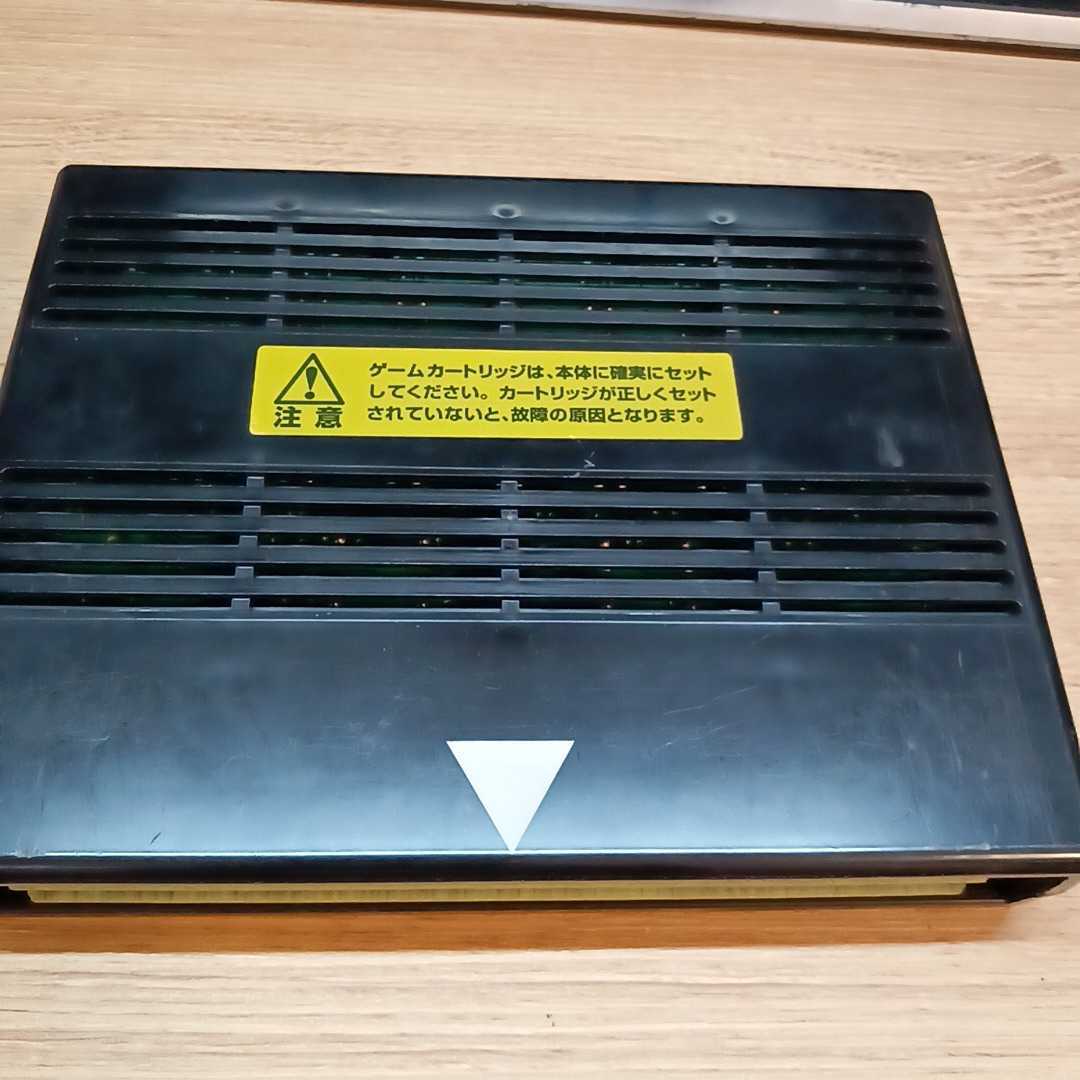 ゲームカートリッジは、本体に確実にセット
してください。カートリッジが正しくセット
されていないと、故障の原因となります。
注意